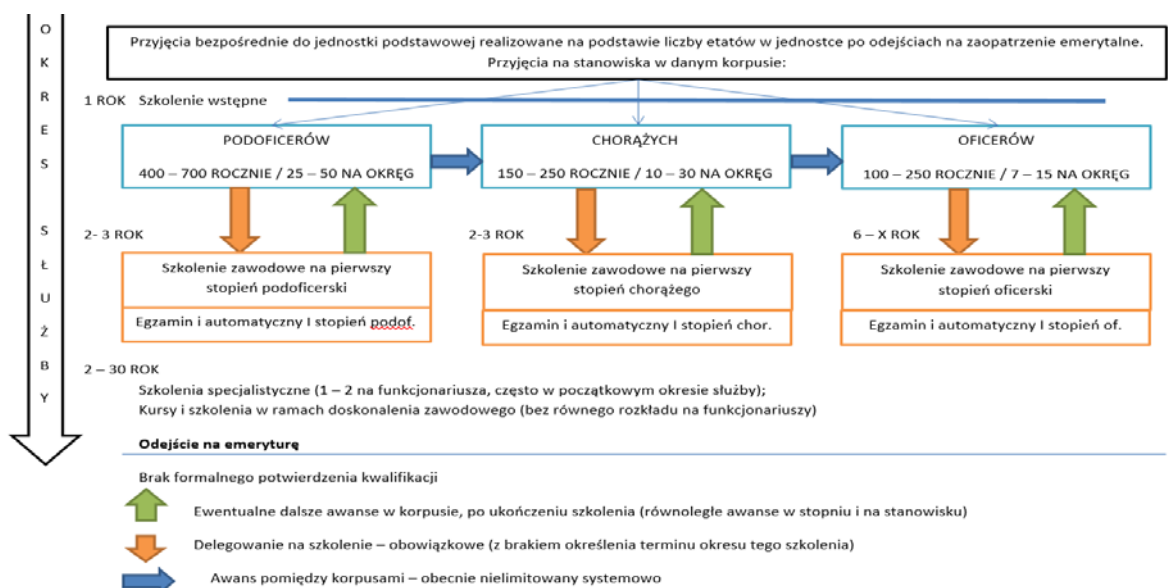 OKRES SŁUŻBY
Przyjęcia bezpośrednie do jednostki podstawowej realizowane na podstawie liczby etatów w jednostce po odejściach na zaopatrzenie emerytalne.
Przyjęcia na stanowiska w danym korpusie:
1 ROK Szkolenie wstępne
PODOFICERÓW
400 – 700 ROCZNIE / 25 – 50 NA OKRĘG
CHORĄŻYCH
150 – 250 ROCZNIE / 10 – 30 NA OKRĘG
OFICERÓW
100 – 250 ROCZNIE / 7 – 15 NA OKRĘG
2- 3 ROK
Szkolenie zawodowe na pierwszy
stopień podoficerski
Egzamin i automatyczny I stopień podof.
2-3 ROK
Szkolenie zawodowe na pierwszy
stopień chorążego
Egzamin i automatyczny I stopień chor.
6 – X ROK
Szkolenie zawodowe na pierwszy
stopień oficerski
Egzamin i automatyczny I stopień of.
2 – 30 ROK
Szkolenia specjalistyczne (1 – 2 na funkcjonariusza, często w początkowym okresie służby);
Kursy i szkolenia w ramach doskonalenia zawodowego (bez równego rozkładu na funkcjonariuszy)
Odejście na emeryturę
Brak formalnego potwierdzenia kwalifikacji
Ewentualne dalsze awanse w korpusie, po ukończeniu szkolenia (równoległe awanse w stopniu i na stanowisku)
Delegowanie na szkolenie – obowiązkowe (z brakiem określenia terminu okresu tego szkolenia)
Awans pomiędzy korpusami – obecnie nielimitowany systemowo